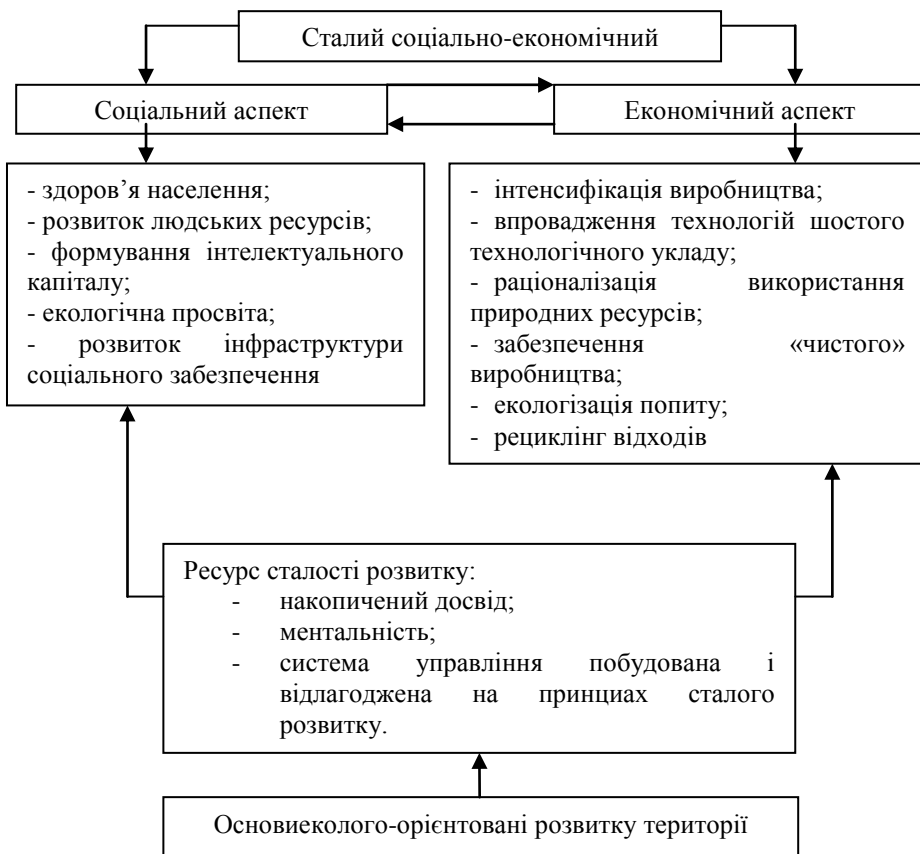 Сталий соціально-економічний
Соціальний аспект
Економічний аспект
- здоров’я населення;
- розвиток людських ресурсів;
- формування інтелектуального
капіталу;
- екологічна просвіта;
- розвиток інфраструктури
соціального забезпечення
- інтенсифікація виробництва;
- впровадження технологій шостого
технологічного укладу;
- раціоналізація використання
природних ресурсів;
- забезпечення «чистого»
виробництва;
- екологізація попиту;
- рециклінг відходів
Ресурс сталості розвитку:
- накопичений досвід;
- ментальність;
- система управління побудована і
відлагоджена на принциах сталого
розвитку.
Основиеколого-орієнтовані розвитку території